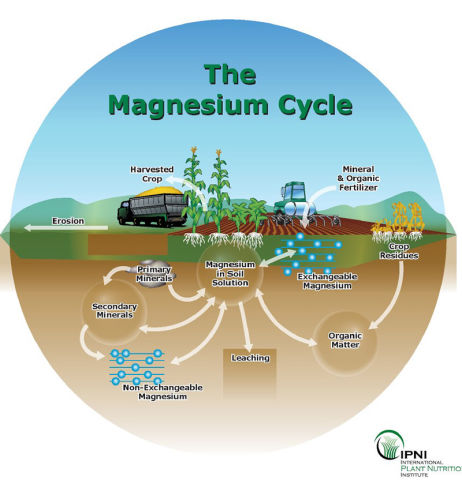 The
Magnesium Cycle
Harvested
Crop
Mineral
& Organic
Fertilizer
Erosion
Crop
Residues
Primary
Minerals
Magnesium
in Soil
Solution
Exchangeable
Magnesium
Secondary
Minerals
Organic
Matter
Leaching
Non-Exchangeable
Magnesium
IPNI
INTERNATIONAL
PLANT NUTRITIO
INSTITUTE